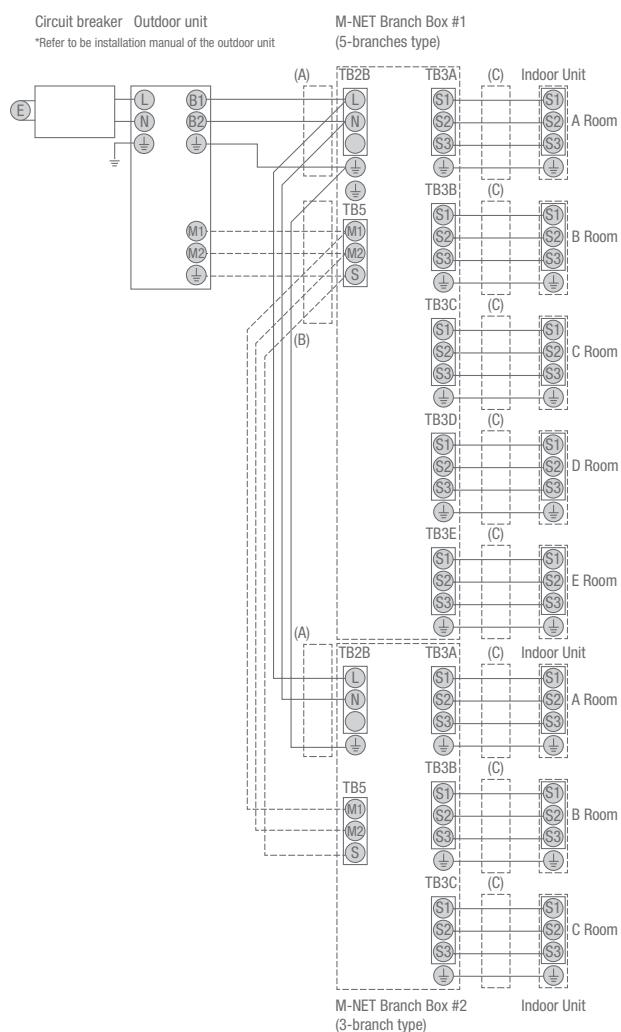 Circuit breaker Outdoor unit
*Refer to be installation manual of the outdoor unit
M-NET Branch Box #1
(5-branches type)
(A) TB2B TB3A (C) Indoor Unit
E L B1 L S1 S1
N B2 N S2 S2 A Room
S3 S3
TB3B (C)
TB5 S1 S1
M1 M1 S2 S2 B Room
M2 M2 S3 S3
S
TB3C (C)
(B) S1 S1
S2 S2 C Room
S3 S3
TB3D (C)
S1 S1
S2 S2 D Room
S3 S3
TB3E (C)
S1 S1
S2 S2 E Room
S3 S3
(A) TB2B TB3A (C) Indoor Unit
L S1 S1
N S2 S2 A Room
S3 S3
TB3B (C)
TB5 S1 S1
M1 S2 S2 B Room
M2 S3 S3
S
TB3C (C)
S1 S1
S2 S2 C Room
S3 S3
M-NET Branch Box #2 Indoor Unit
(3-branch type)